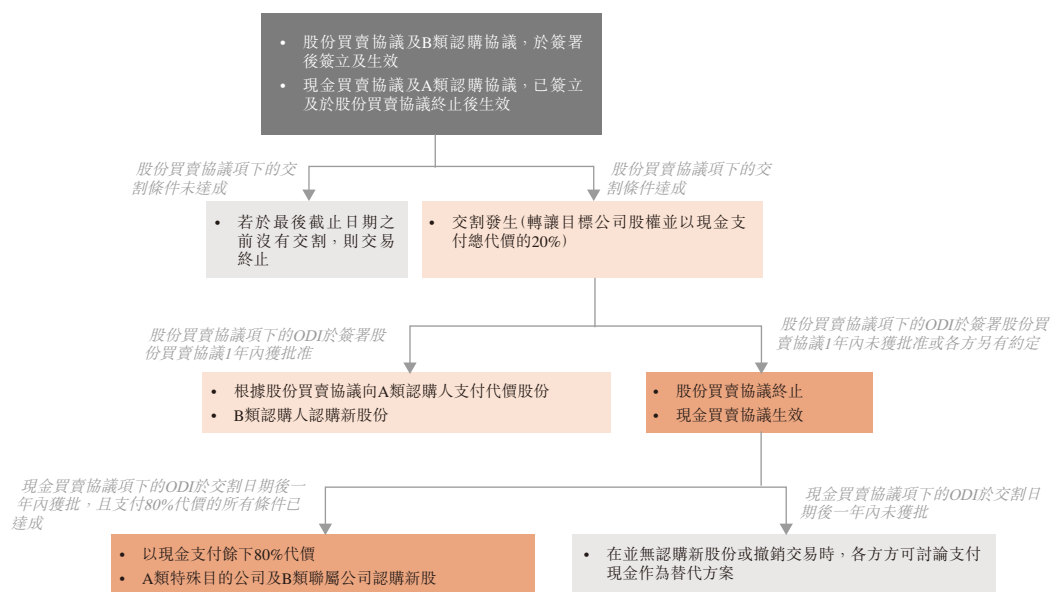 • 股份買賣協議及B類認購協議，於簽署
後簽立及生效
• 現金買賣協議及A類認購協議，已簽立
及於股份買賣協議終止後生效
股份買賣協議項下的交
割條件未達成
股份買賣協議項下的交
割條件達成
• 若於最後截止日期之
前沒有交割，則交易
終止
• 交割發生(轉讓目標公司股權並以現金支
付總代價的20%)
股份買賣協議項下的ODI於簽署股
份買賣協議1年內獲批准
股份買賣協議項下的ODI於簽署股份買
賣協議1年內未獲批准或各方另有約定
• 根據股份買賣協議向A類認購人支付代價股份
• B類認購人認購新股份
• 股份買賣協議終止
• 現金買賣協議生效
現金買賣協議項下的ODI於交割日期後一
年內獲批，且支付80%代價的所有條件已
達成
現金買賣協議項下的ODI於交割日
期後一年內未獲批
• 以現金支付餘下80%代價
• A類特殊目的公司及B類聯屬公司認購新股
• 在並無認購新股份或撤銷交易時，各方方可討論支付
現金作為替代方案